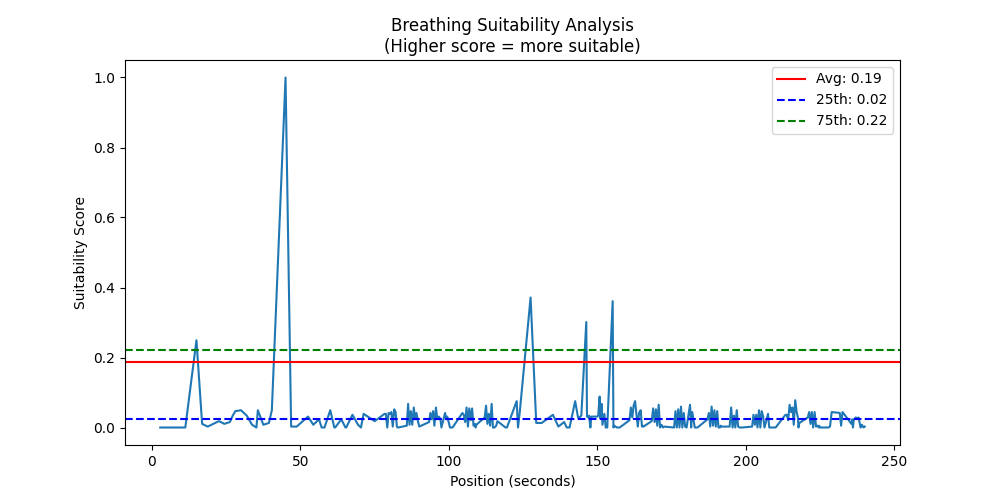 Breathing Suitability Analysis
(Higher score = more suitable)
Avg: 0.19
25th: 0.02
75th: 0.22
1.0
0.8
0.6
0.4
0.2
0.0
Suitability Score
0
50
100
150
200
250
Position (seconds)